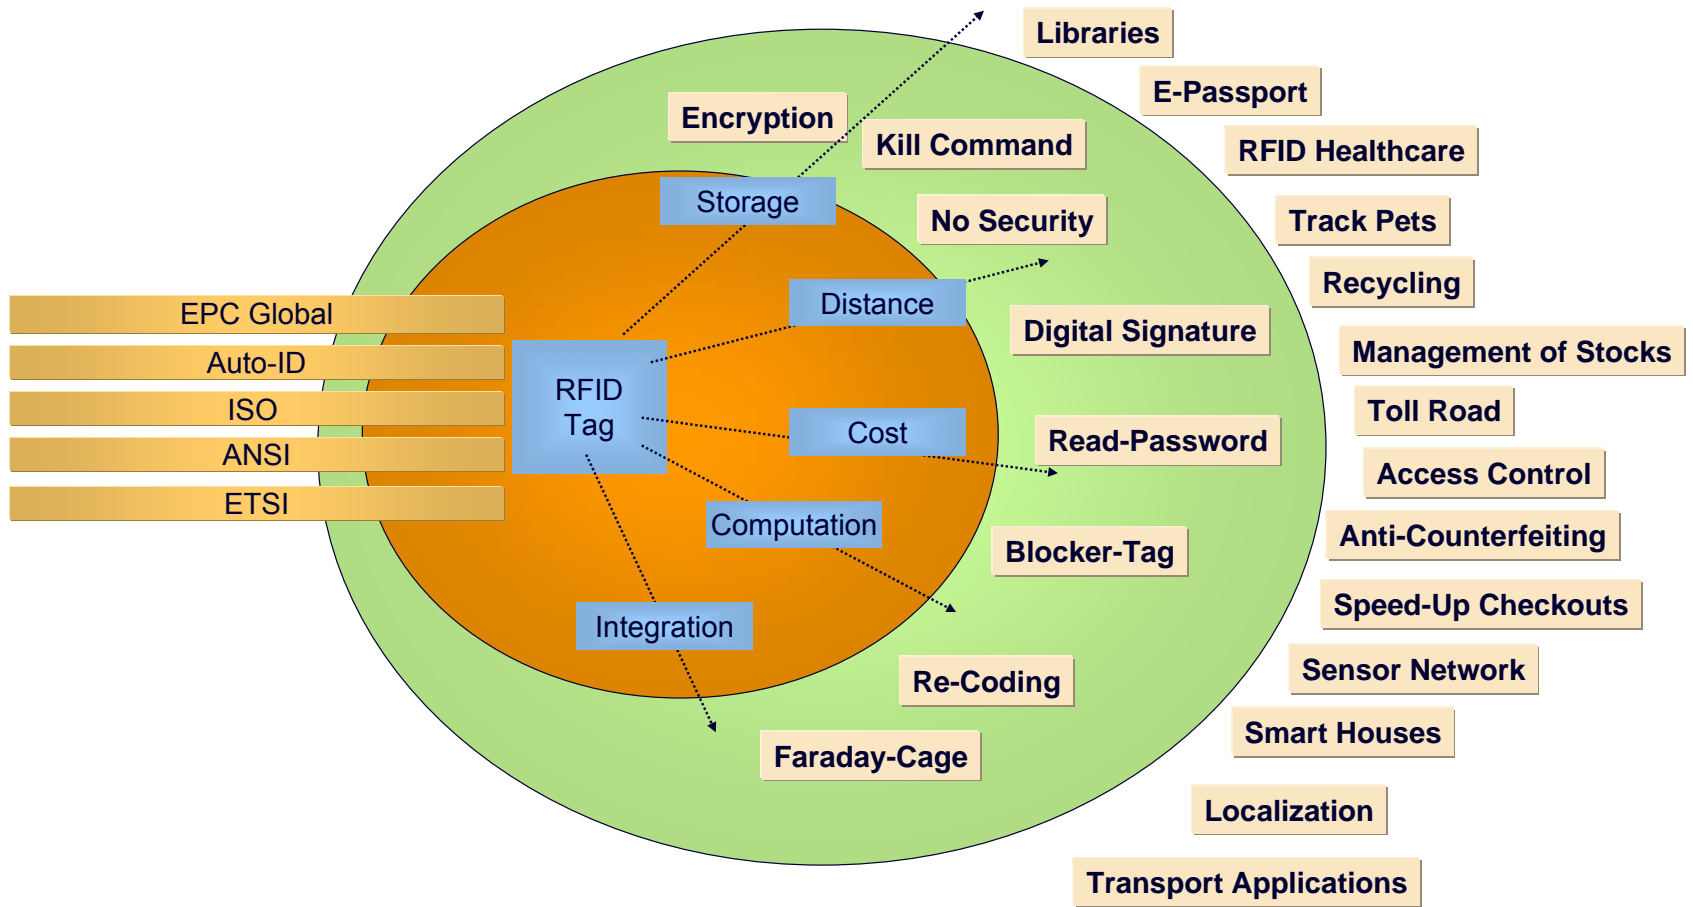 Libraries
E-Passport
Encryption
Kill Command
RFID Healthcare
Storage
No Security
Track Pets
Recycling
EPC Global
Distance
Digital Signature
Management of Stocks
Auto-ID
RFID
Tag
ISO
Cost
Read-Password
Toll Road
ANSI
Access Control
ETSI
Computation
Blocker-Tag
Anti-Counterfeiting
Integration
Speed-Up Checkouts
Re-Coding
Sensor Network
Faraday-Cage
Smart Houses
Localization
Transport Applications